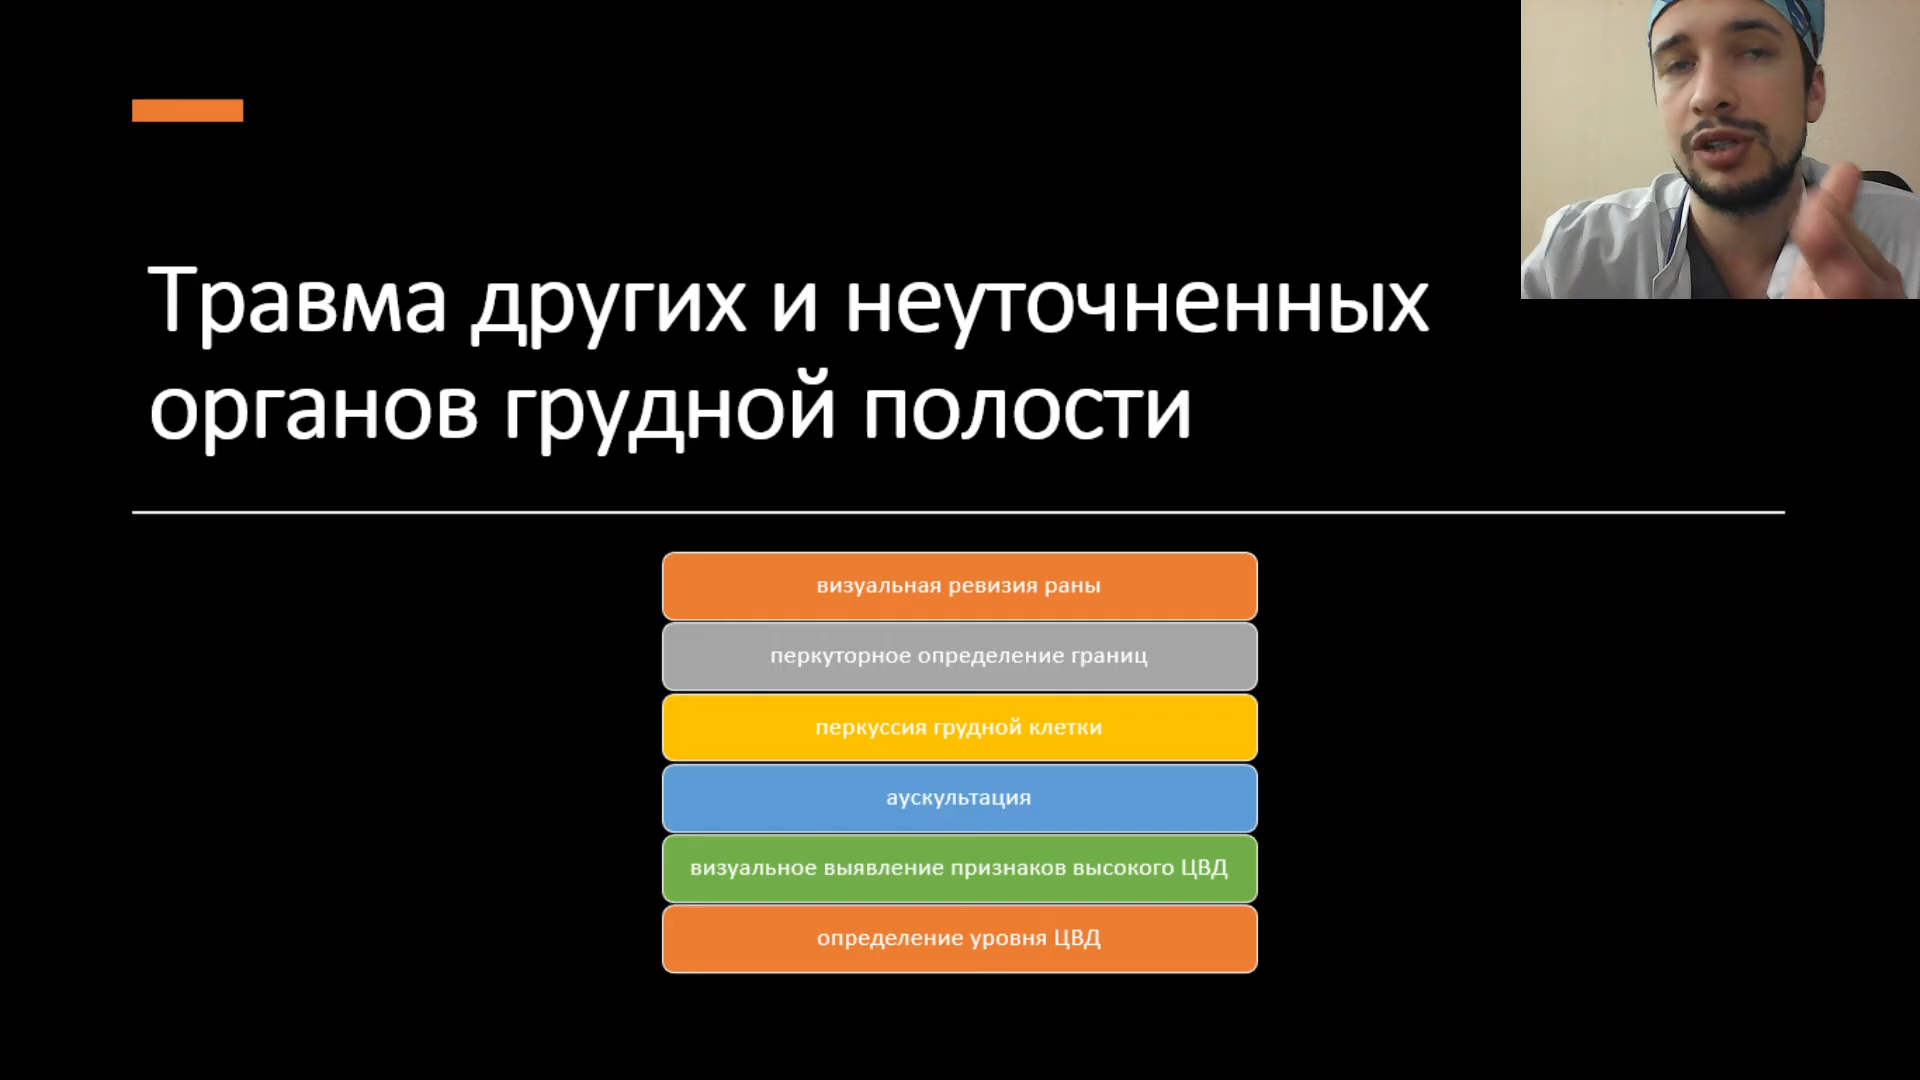 Травма других и неуточненных
органов грудной полости
визуальная ревизия раны
перкуторное определение границ
перкуссия грудной клетки
аускультация
визуальное выявление признаков высокого ЦВД
определение уровня ЦВД